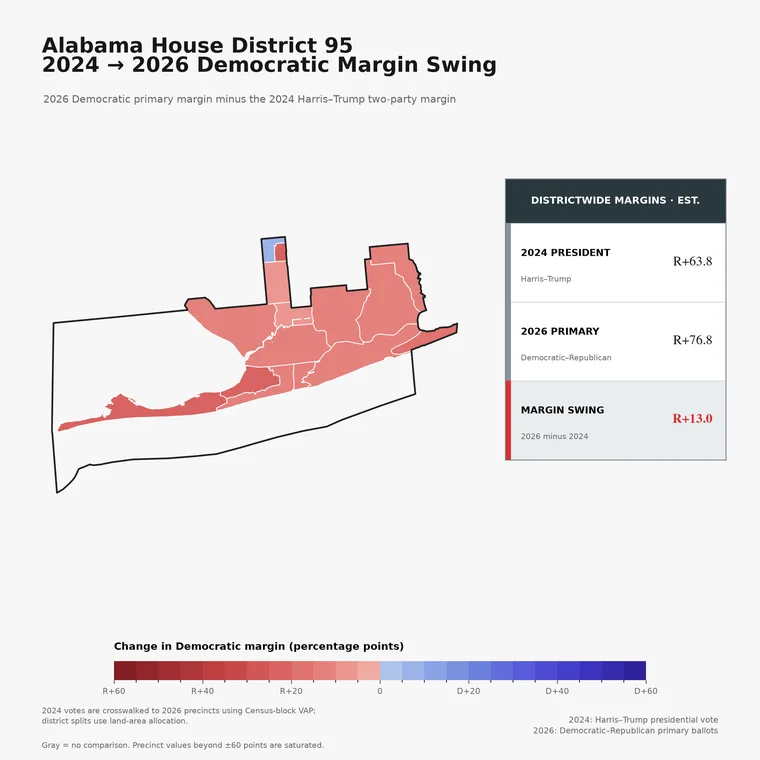 Alabama House District 95
2024 → 2026 Democratic Margin Swing
2026 Democratic primary margin minus the 2024 Harris–Trump two-party margin
DISTRICTWIDE MARGINS · EST.
2024 PRESIDENT
R+63.8
Harris–Trump
2026 PRIMARY
R+76.8
Democratic–Republican
MARGIN SWING
R+13.0
2026 minus 2024
Change in Democratic margin (percentage points)
R+60 R+40 R+20 0 D+20 D+40 D+60
2024 votes are crosswalked to 2026 precincts using Census-block VAP;
district splits use land-area allocation.
Gray = no comparison. Precinct values beyond ±60 points are saturated.
2024: Harris–Trump presidential vote
2026: Democratic–Republican primary ballots